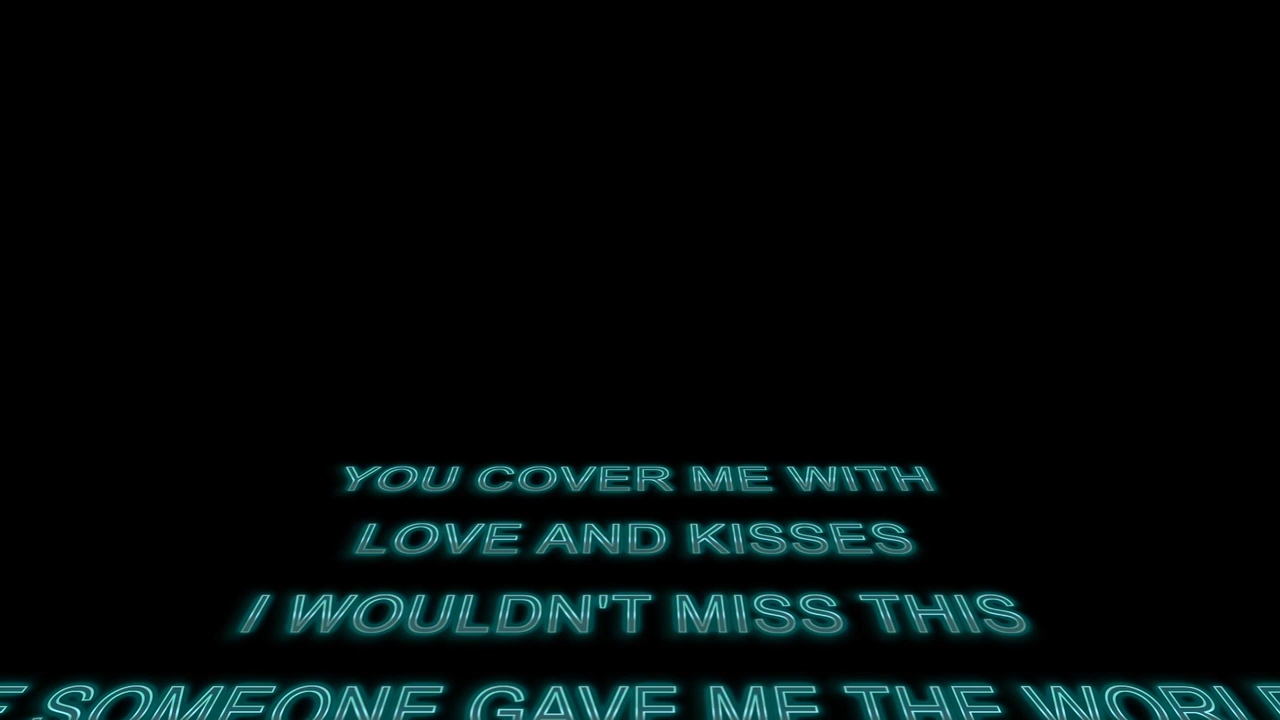 YOU COVER ME WITH
LOVE AND KISSES
I WOULDN'T MISS THIS
SOMEONE GAVE ME THE